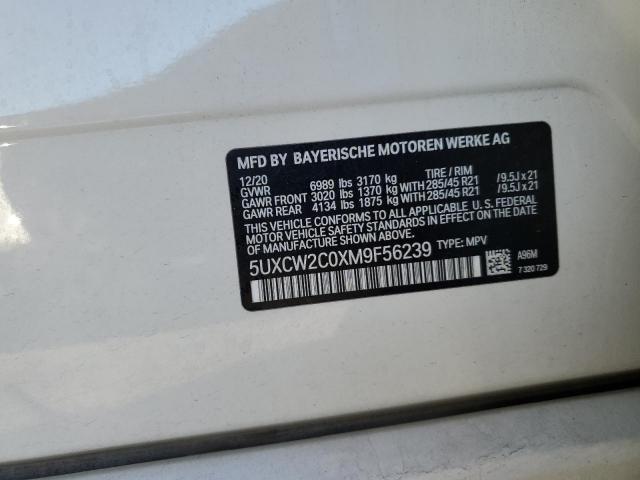 MFD BY BAYERISCHE MOTOREN WERKE AG
12/20 TIRE / RIM
GVWR 6989 lbs 3170 kg
GAWR FRONT 3020 lbs 1370 kg WITH 285/45 R21 /9.5J x 21
GAWR REAR 4134 lbs 1875 kg WITH 285/45 R21 /9.5J x 21
THIS VEHICLE CONFORMS TO ALL APPLICABLE U. S. FEDERAL
MOTOR VEHICLE SAFETY STANDARDS IN EFFECT ON THE DATE
OF MANUFACTURE SHOWN ABOVE.
5UXCW2C0XM9F56239 TYPE: MPV
A96M
7 320 729